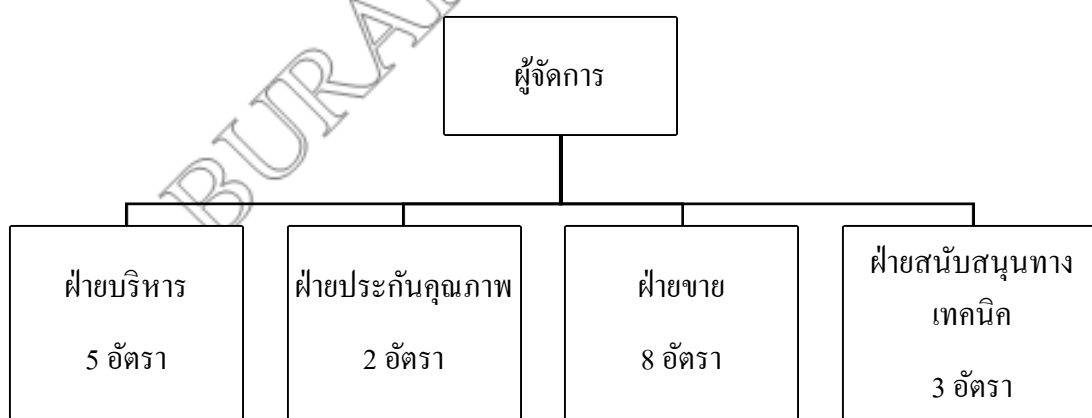 BURA
ผู้จัดการ
ฝ่ายบริหาร
5 อัตรา
ฝ่ายประกันคุณภาพ
2 อัตรา
ฝ่ายขาย
8 อัตรา
ฝ่ายสนับสนุนทาง
เทคนิค
3 อัตรา